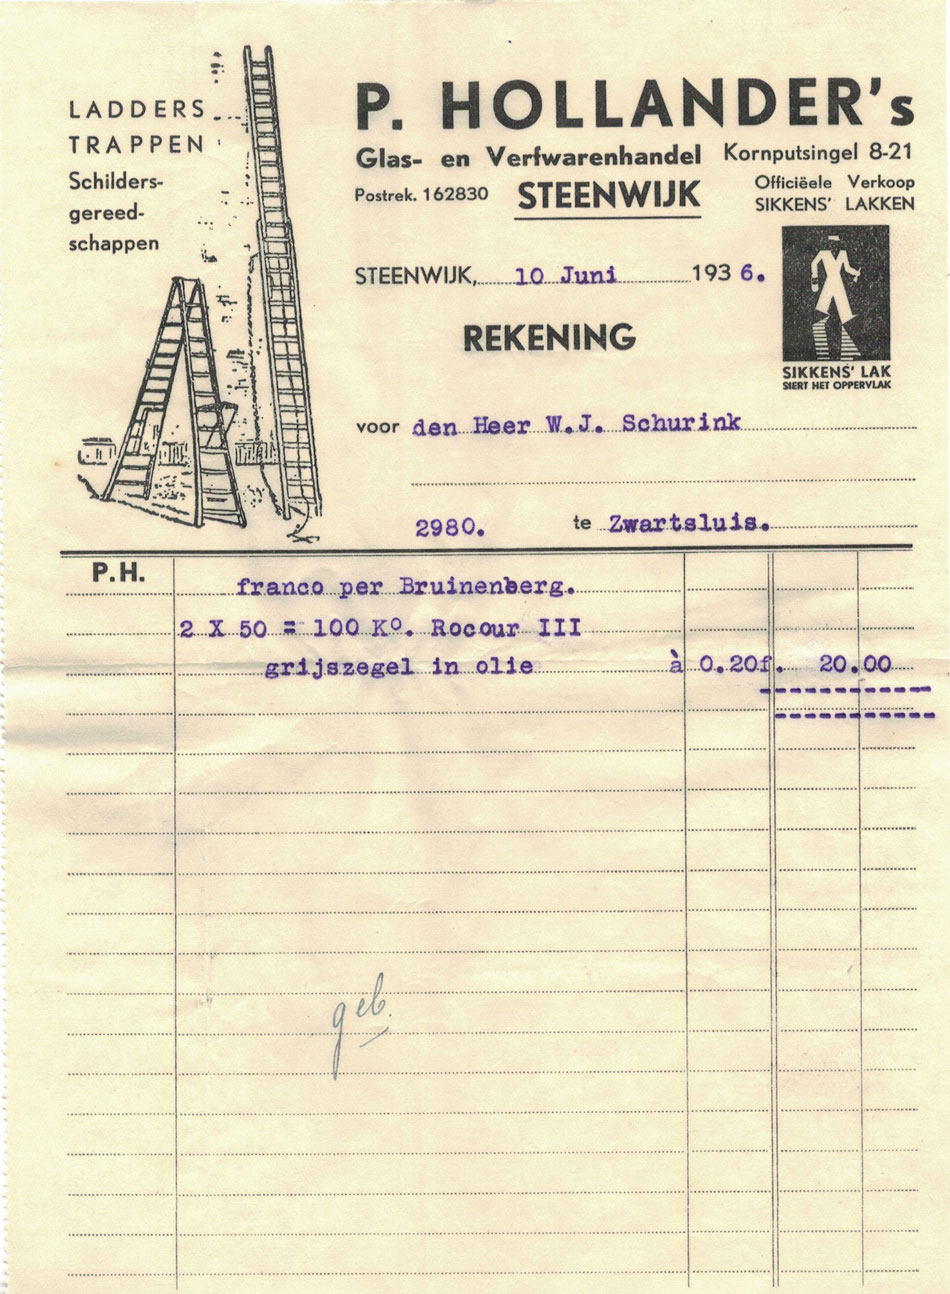 LADDERS
TRAPPEN
Schilders-
gereed-
schappen
P. HOLLANDER's
Glas- en Verfwarenhandel Kornputsingel 8-21
Postrek. 162830 STEENWIJK
Officiëele Verkoop
SIKKENS' LAKKEN
STEENWIJK, 10 Juni 1936.
REKENING
SIKKENS' LAK
SIERT HET OPPERVLAK
voor den Heer W.J. Schurink
2980. te Zwartsluis.
P.H.
franco per Bruinenberg.
2 X 50 = 100 Ko. Rocour III
grijszegel in olie à 0.20f. 20.00
geb.